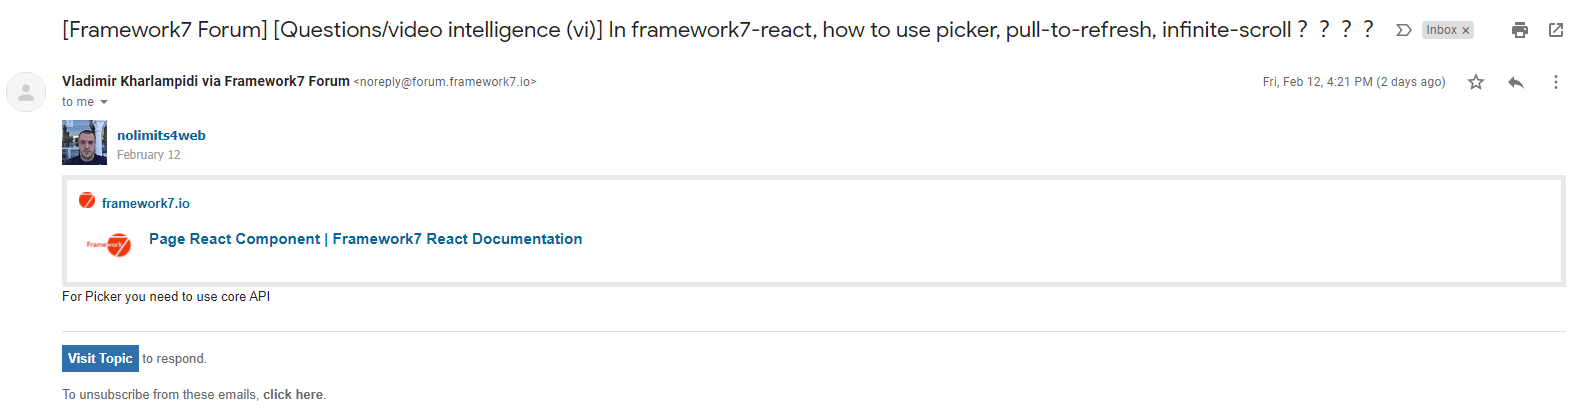 [Framework7 Forum] [Questions/video intelligence (vi)] In framework7-react, how to use picker, pull-to-refresh, infinite-scroll？？？？ Inbox ×
Vladimir Kharlampidi via Framework7 Forum <noreply@forum.framework7.io> Fri, Feb 12, 4:21 PM (2 days ago)
to me
nolimits4web
February 12
framework7.io
Framework7 Page React Component | Framework7 React Documentation
For Picker you need to use core API
Visit Topic to respond.
To unsubscribe from these emails, click here.